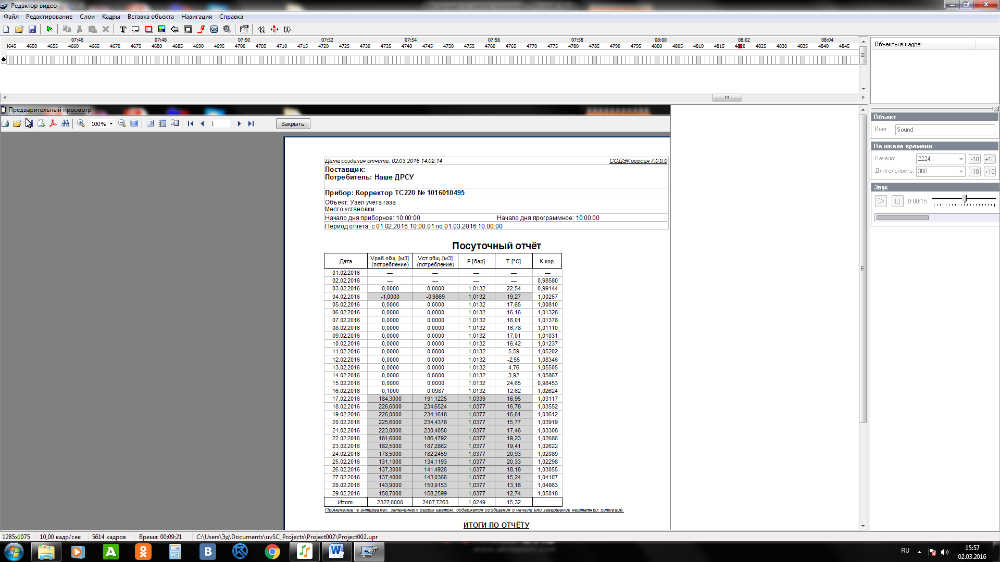 Редактор видео
Файл Редактирование Слои Кадры Вставка объекта Навигация Справка
07:46 07:48 07:50 07:52 07:54 07:56 07:58 08:00 08:02 08:04
4645 4650 4655 4660 4665 4670 4675 4680 4685 4690 4695 4700 4705 4710 4715 4720 4725 4730 4735 4740 4745 4750 4755 4760 4765 4770 4775 4780 4785 4790 4795 4800 4805 4810 4815 4820 4825 4830 4835 4840 4845
Объекты в кадре:
Предварительный просмотр
100% 1 Закрыть
Объект
Имя: Sound
На шкале времени
Начало: 2224 -10 +10
Длительность: 360 -10 +10
Звук
0:00:15
Дата создания отчёта: 02.03.2016 14:02:14 СОДЭК версия 7.0.0.0
Поставщик:
Потребитель: Наше ДРСУ
Прибор: Корректор ТС220 № 1016010495
Объект: Узел учёта газа
Место установки:
Начало дня приборное: 10:00:00 Начало дня программное: 10:00:00
Период отчёта: с 01.02.2016 10:00:01 по 01.03.2016 10:00:00
Посуточный отчёт
Дата Vраб.общ. [м3] (потребление) Vст.общ. [м3] (потребление) P [бар] T [°C] К кор.
01.02.2016 — — — — —
02.02.2016 — — — — 0,98580
03.02.2016 0,0000 0,0000 1,0132 22,54 0,99144
04.02.2016 -1,0000 -0,9869 1,0132 19,27 1,00257
05.02.2016 0,0000 0,0000 1,0132 17,65 1,00810
06.02.2016 0,0000 0,0000 1,0132 16,16 1,01328
07.02.2016 0,0000 0,0000 1,0132 16,01 1,01378
08.02.2016 0,0000 0,0000 1,0132 16,78 1,01110
09.02.2016 0,0000 0,0000 1,0132 17,01 1,01031
10.02.2016 0,0000 0,0000 1,0132 16,42 1,01237
11.02.2016 0,0000 0,0000 1,0132 5,59 1,05202
12.02.2016 0,0000 0,0000 1,0132 -2,55 1,08346
13.02.2016 0,0000 0,0000 1,0132 4,76 1,05505
14.02.2016 0,0000 0,0000 1,0132 3,92 1,05867
15.02.2016 0,0000 0,0000 1,0132 24,65 0,98453
16.02.2016 0,1000 0,0987 1,0132 12,62 1,02624
17.02.2016 184,3000 191,1225 1,0339 16,95 1,03117
18.02.2016 226,6000 234,6524 1,0377 16,78 1,03552
19.02.2016 226,0000 234,1618 1,0377 16,61 1,03612
20.02.2016 225,6000 234,4378 1,0377 15,77 1,03919
21.02.2016 223,0000 230,4050 1,0377 17,46 1,03308
22.02.2016 181,6000 186,4792 1,0377 19,23 1,02686
23.02.2016 182,5000 187,2862 1,0377 19,41 1,02622
24.02.2016 178,5000 182,2459 1,0377 20,93 1,02089
25.02.2016 131,1000 134,1193 1,0377 20,33 1,02298
26.02.2016 137,3000 141,4926 1,0377 18,18 1,03055
27.02.2016 137,4000 143,0366 1,0377 15,24 1,04107
28.02.2016 143,9000 150,9153 1,0377 13,16 1,04863
29.02.2016 150,7000 158,2599 1,0377 12,74 1,05018
Итого: 2327,6000 2407,7263 1,0249 15,32
Примечание: в интервалах, затенённых серым цветом, содержатся сообщения о начале или завершении нештатных ситуаций.
ИТОГИ ПО ОТЧЁТУ
1285x1075 10,00 кадр/сек 5614 кадров Время: 00:09:21 C:\Users\Эд\Documents\uvSC_Projects\Project002\Project002.upr
RU 15:57
02.03.2016